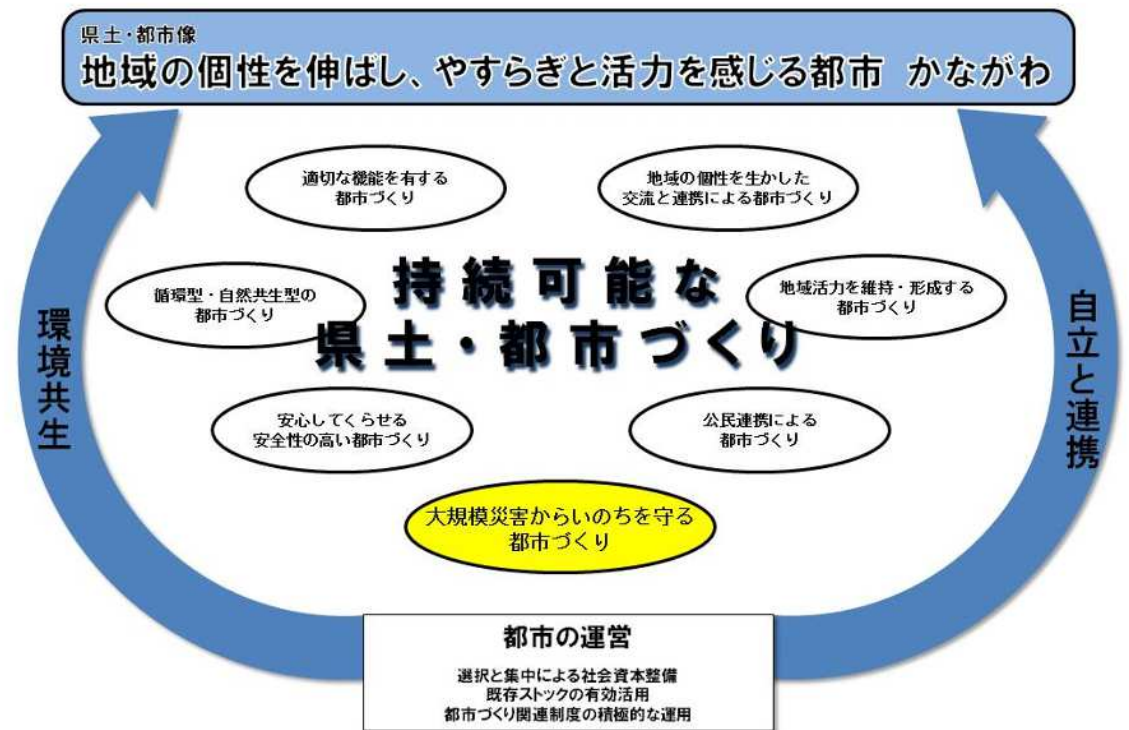 県土・都市像
地域の個性を伸ばし、やすらぎと活力を感じる都市 かながわ
適切な機能を有する
都市づくり
地域の個性を生かした
交流と連携による都市づくり
循環型・自然共生型の
都市づくり
持続可能な
県土・都市づくり
地域活力を維持・形成する
都市づくり
環境共生
自立と連携
安心してくらせる
安全性の高い都市づくり
公民連携による
都市づくり
大規模災害からいのちを守る
都市づくり
都市の運営
選択と集中による社会資本整備
既存ストックの有効活用
都市づくり関連制度の積極的な運用